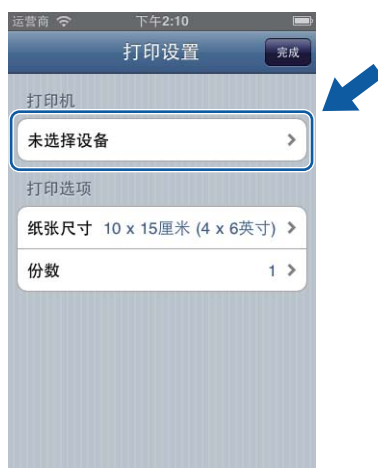 运营商 下午2:10
打印设置 完成
打印机
未选择设备
打印选项
纸张尺寸 10 x 15厘米 (4 x 6英寸)
份数 1